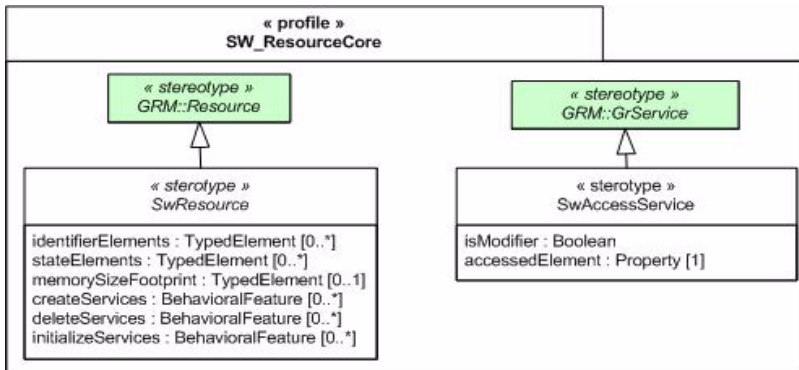 « profile »
SW_ResourceCore
« stereotype »
GRM::Resource
« stereotype »
GRM::GrService
« sterotype »
SwResource
identifierElements : TypedElement [0..*]
stateElements : TypedElement [0..*]
memorySizeFootprint : TypedElement [0..1]
createServices : BehavioralFeature [0..*]
deleteServices : BehavioralFeature [0..*]
initializeServices : BehavioralFeature [0..*]
« sterotype »
SwAccessService
isModifier : Boolean
accessedElement : Property [1]